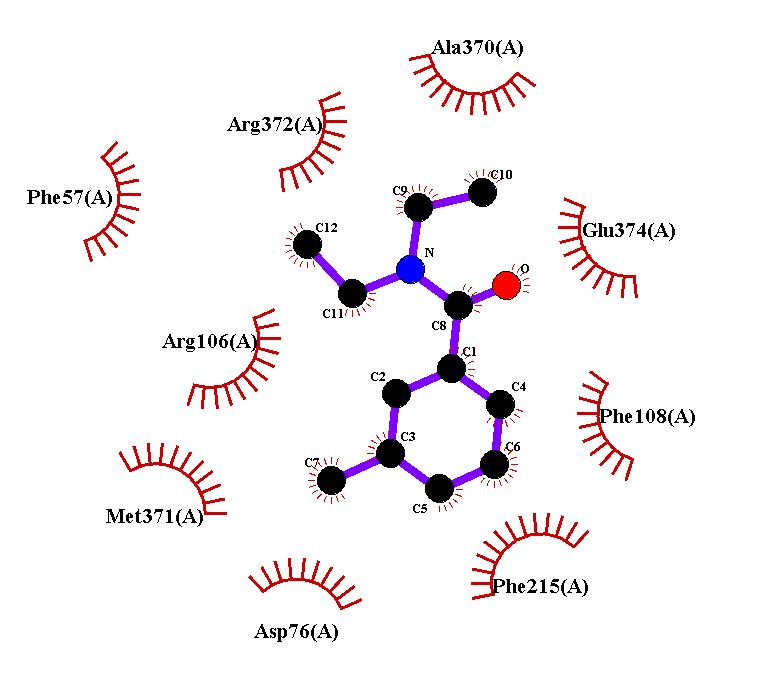 Ala370(A)
Arg372(A)
C10
C9
Phe57(A)
C12
Glu374(A)
N
O
C11
C8
Arg106(A)
C1
C2
C4
Phe108(A)
C3
C6
C7
C5
Met371(A)
Phe215(A)
Asp76(A)